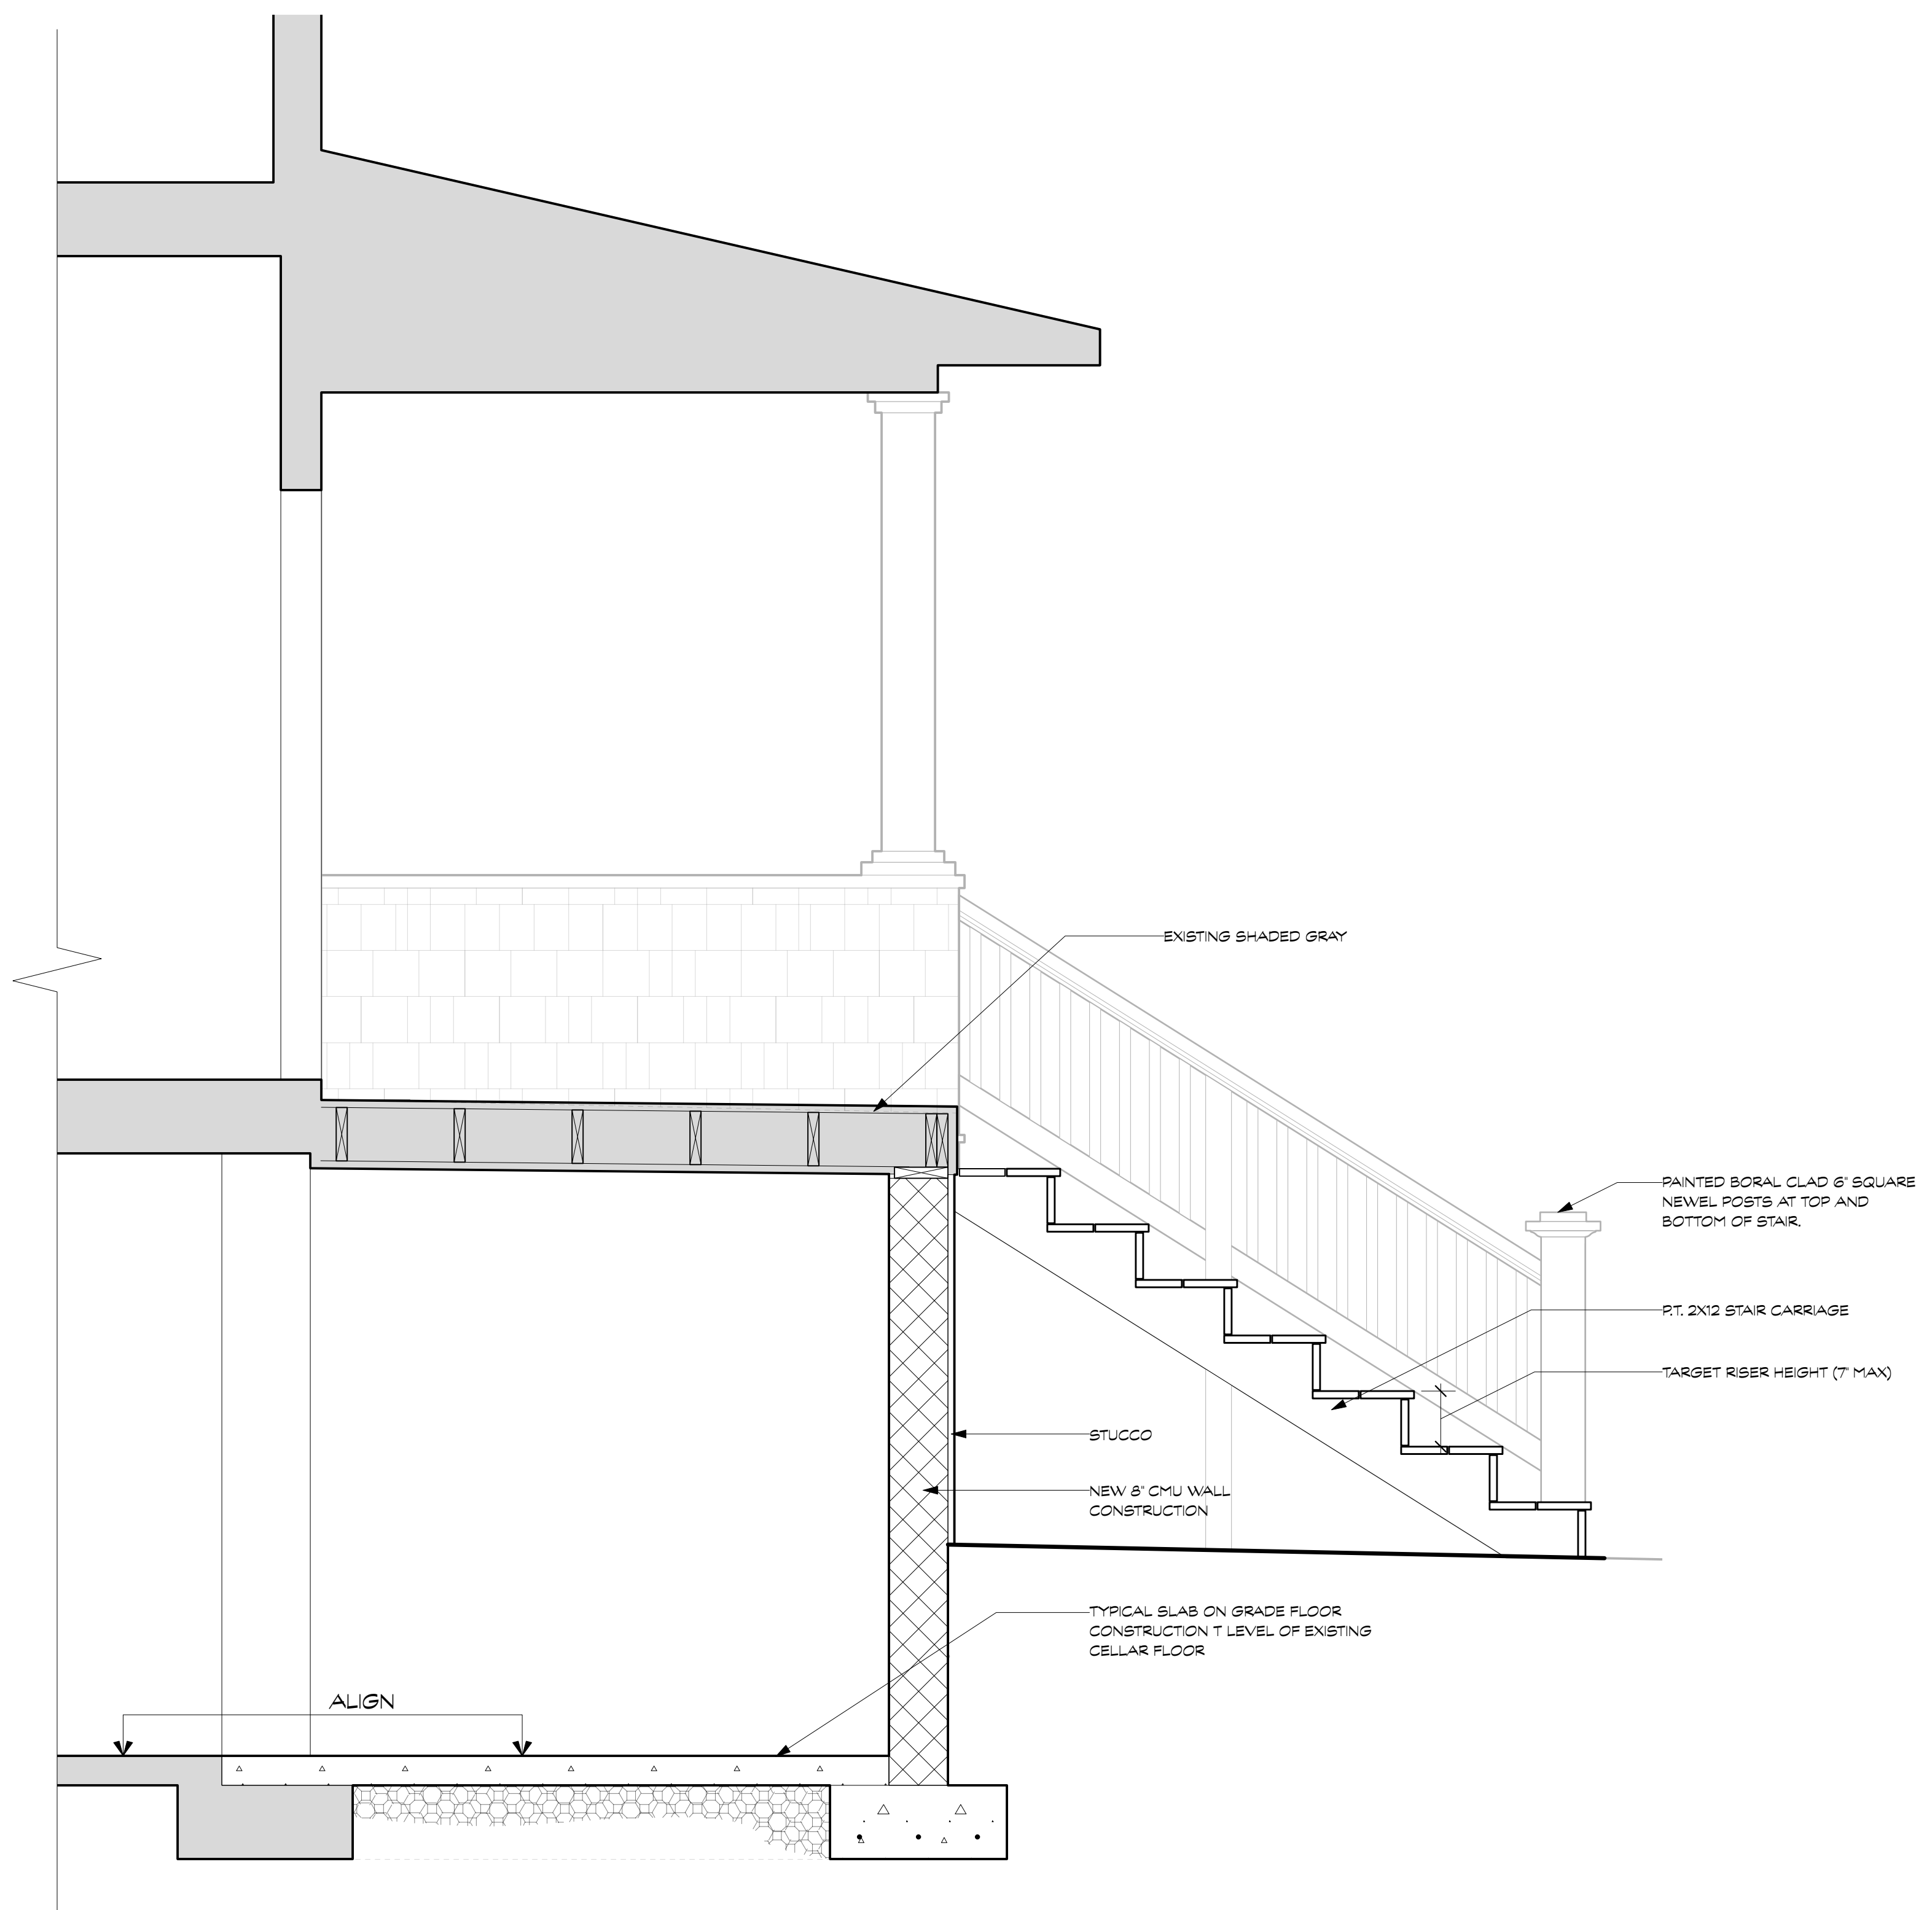 EXISTING SHADED GRAY
PAINTED BORAL CLAD 6" SQUARE
NEWEL POSTS AT TOP AND
BOTTOM OF STAIR.
P.T. 2X12 STAIR CARRIAGE
TARGET RISER HEIGHT (7" MAX)
STUCCO
NEW 8" CMU WALL
CONSTRUCTION
TYPICAL SLAB ON GRADE FLOOR
CONSTRUCTION T LEVEL OF EXISTING
CELLAR FLOOR
ALIGN